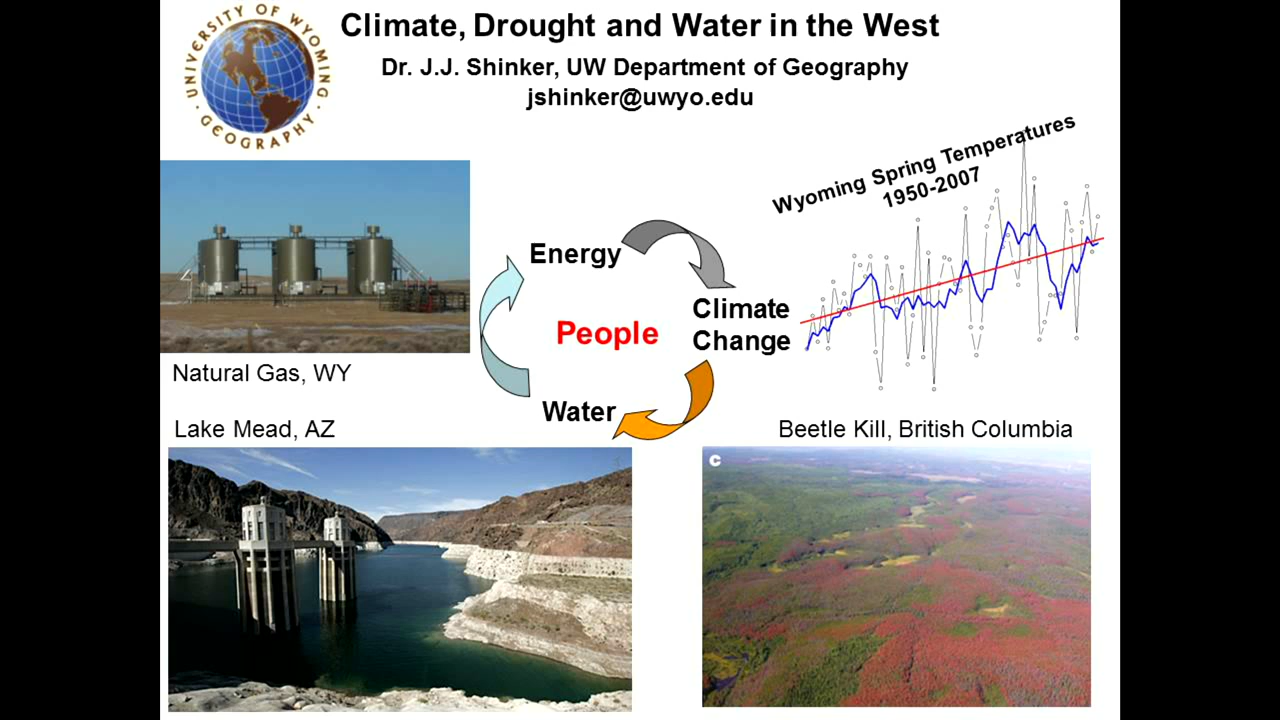 UNIVERSITY OF WYOMING
GEOGRAPHY
Climate, Drought and Water in the West
Dr. J.J. Shinker, UW Department of Geography
jshinker@uwyo.edu
Wyoming Spring Temperatures
1950-2007
Energy
Climate
Change
People
Water
Natural Gas, WY
Lake Mead, AZ
Beetle Kill, British Columbia
c